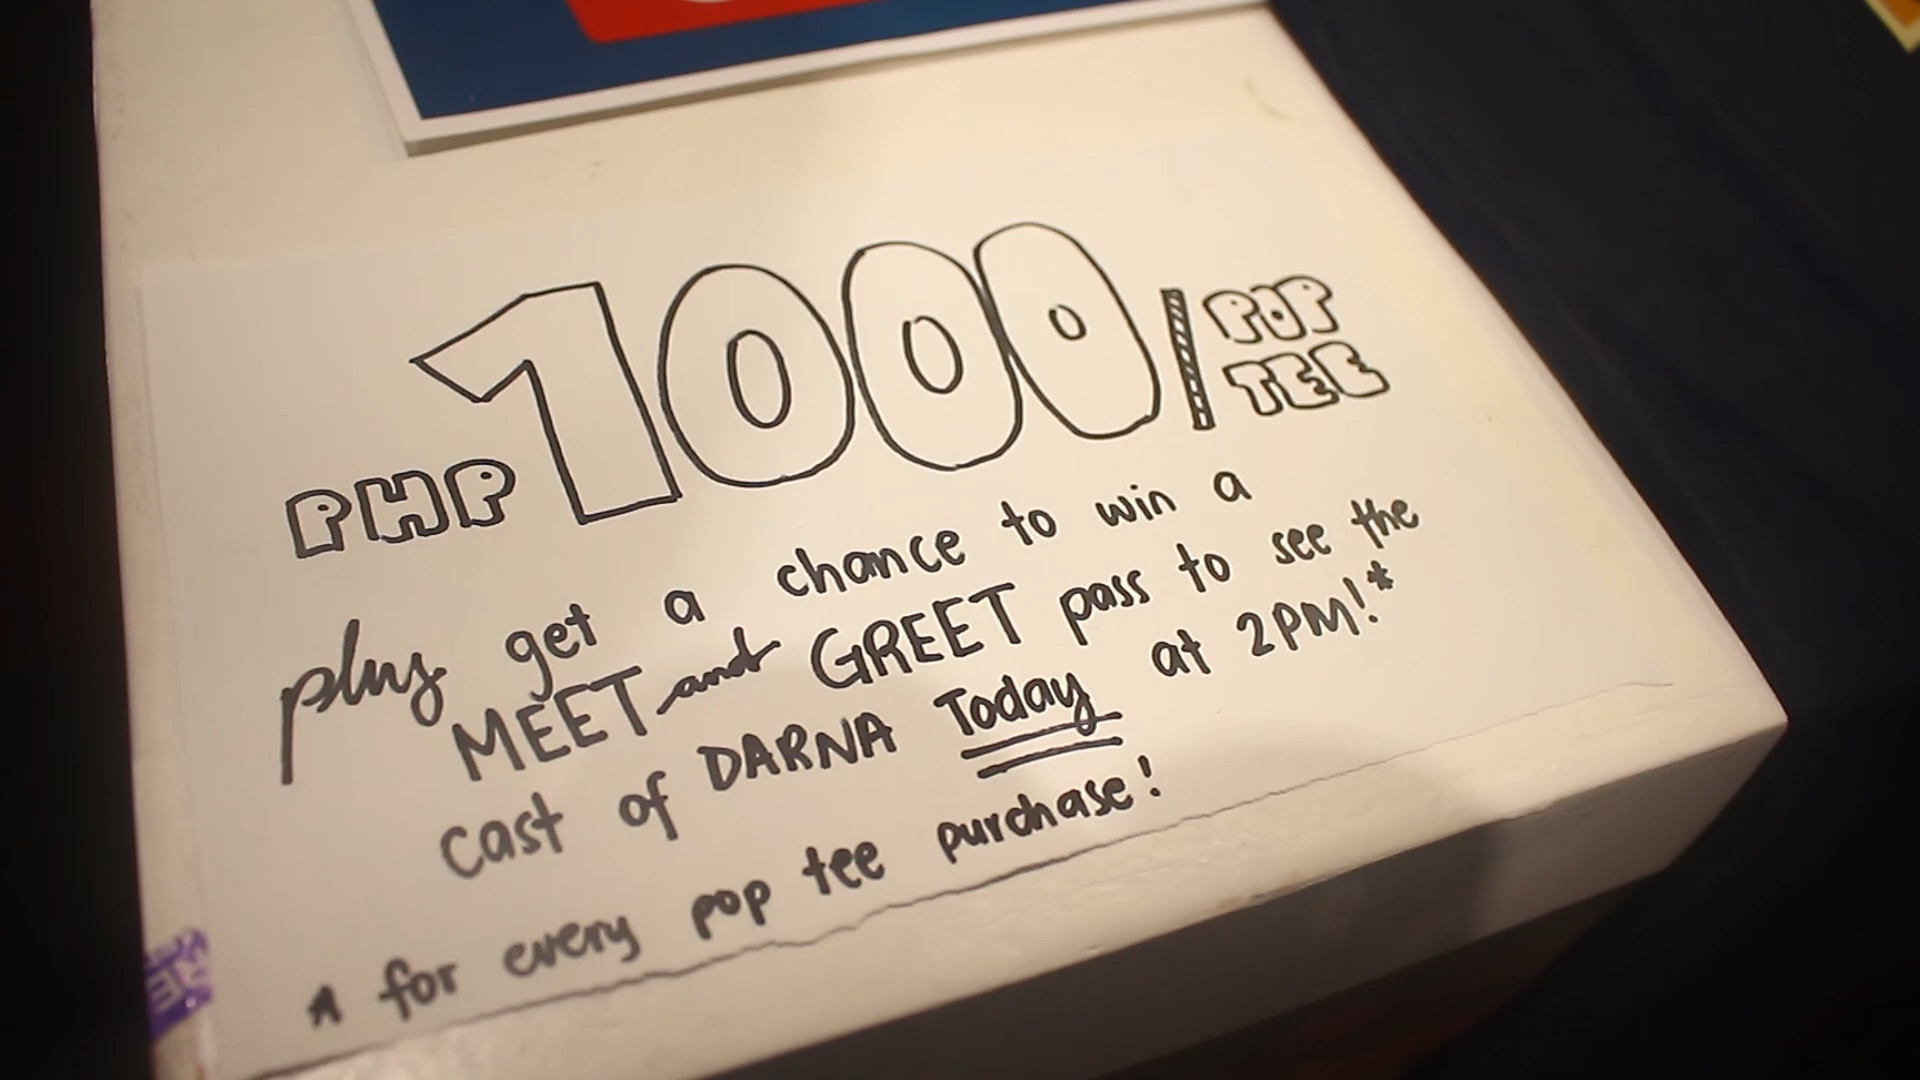 PHP 1000/POP TEE
plus get a chance to win a
MEET and GREET pass to see the
cast of DARNA Today at 2PM!*
* for every pop tee purchase!